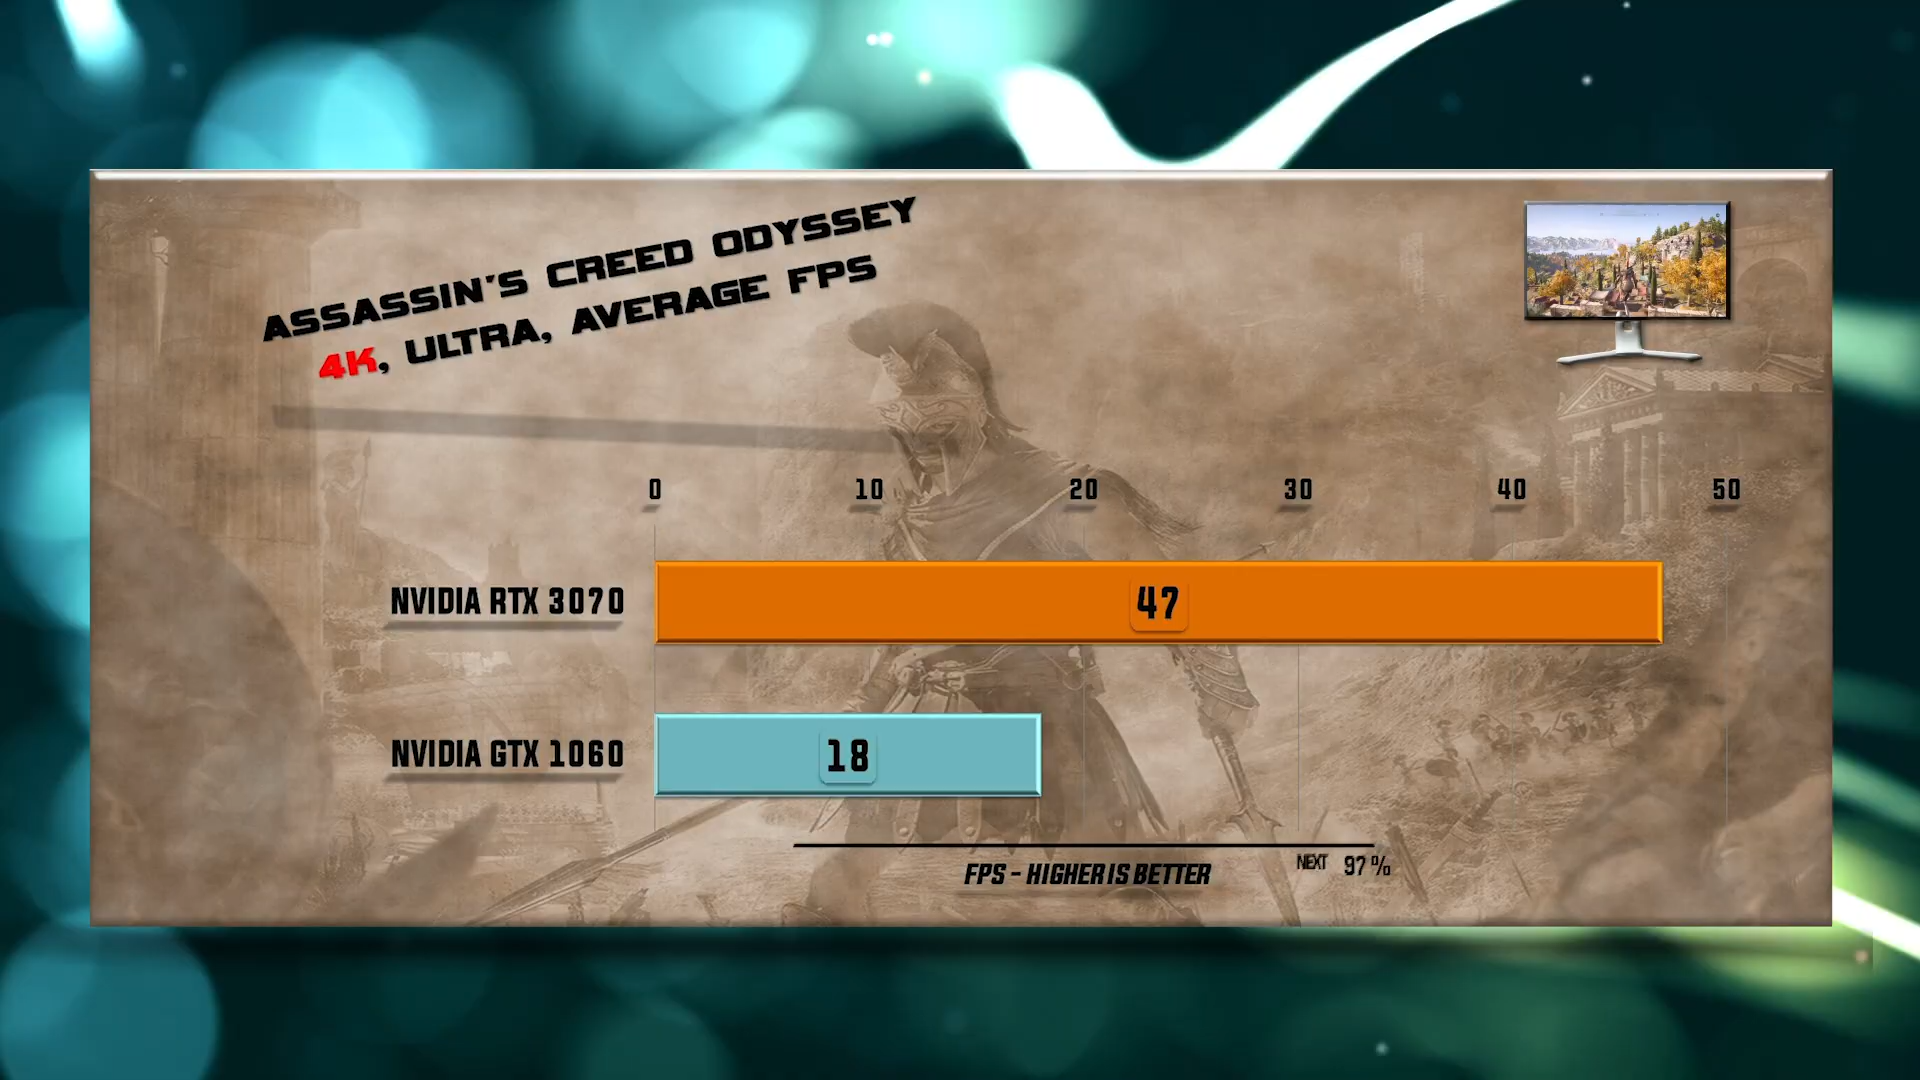 ASSASSIN'S CREED ODYSSEY
4K, ULTRA, AVERAGE FPS
0 10 20 30 40 50
NVIDIA RTX 3070 47
NVIDIA GTX 1060 18
FPS - HIGHER IS BETTER
NEXT 97%